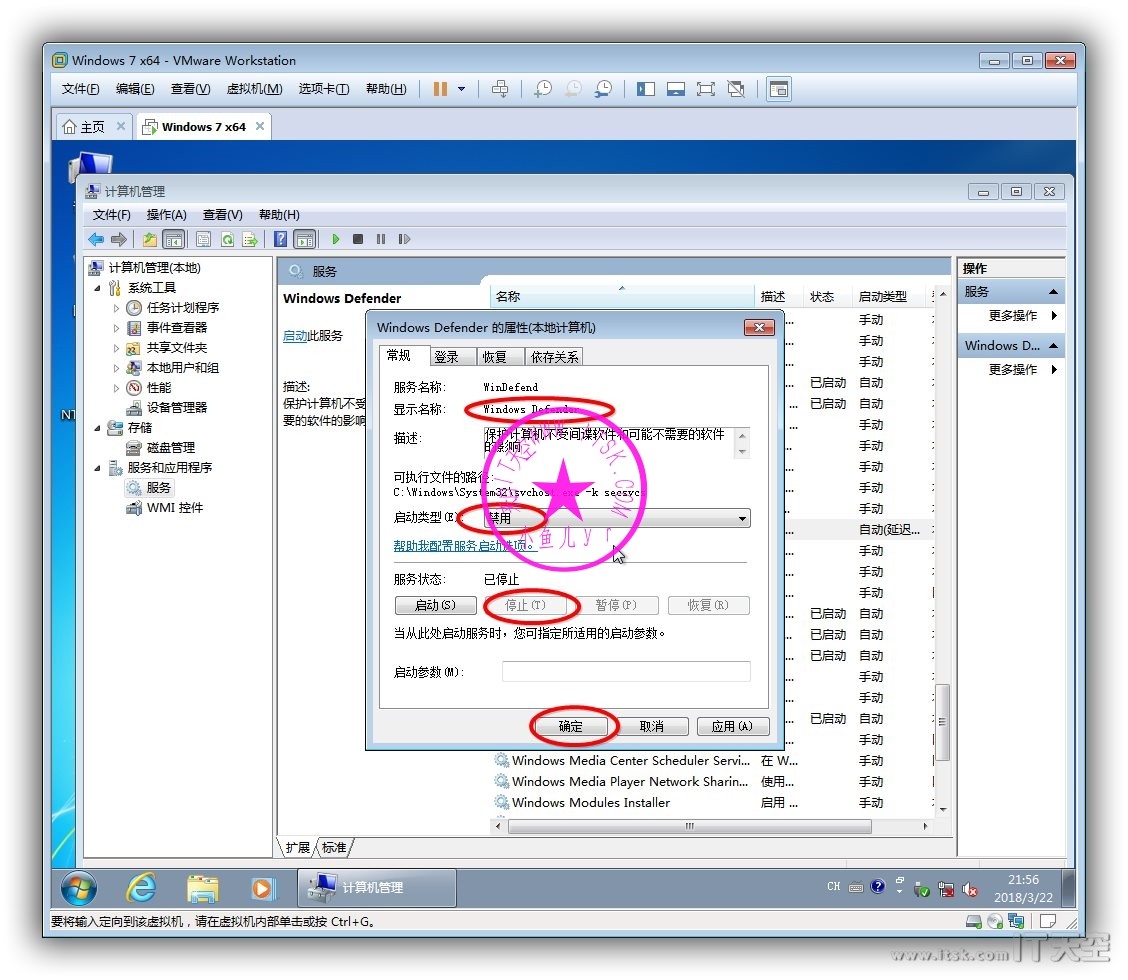 Windows 7 x64 - VMware Workstation
文件(F) 编辑(E) 查看(V) 虚拟机(M) 选项卡(T) 帮助(H)
主页 Windows 7 x64
计算机管理
文件(F) 操作(A) 查看(V) 帮助(H)
计算机管理(本地)
系统工具
任务计划程序
事件查看器
共享文件夹
本地用户和组
性能
设备管理器
存储
磁盘管理
服务和应用程序
服务
WMI 控件
服务
Windows Defender
启动此服务
描述:
保护计算机不受
要的软件的影响
名称 描述 状态 启动类型
手动
手动
手动
已启动 自动
已启动 自动
手动
手动
手动
手动
手动
自动(延迟...
手动
手动
手动
已启动 自动
已启动 自动
已启动 自动
手动
手动
已启动 自动
手动
Windows Media Center Scheduler Servi... 在 W... 手动
Windows Media Player Network Sharin... 使用... 手动
Windows Modules Installer 启用 ... 手动
扩展 标准
操作
服务
更多操作
Windows D...
更多操作
Windows Defender 的属性(本地计算机)
常规 登录 恢复 依存关系
服务名称: WinDefend
显示名称: Windows Defender
描述: 保护计算机不受间谍软件和可能不需要的软件
的影响
可执行文件的路径:
C:\Windows\System32\svchost.exe -k secsvcs
启动类型(E): 禁用
帮助我配置服务启动选项。
服务状态: 已停止
启动(S) 停止(T) 暂停(P) 恢复(R)
当从此处启动服务时，您可指定所适用的启动参数。
启动参数(M):
确定 取消 应用(A)
小鱼儿yr
计算机管理
CH
21:56
2018/3/22
要将输入定向到该虚拟机，请在虚拟机内部单击或按 Ctrl+G。
www.itsk.com IT天空